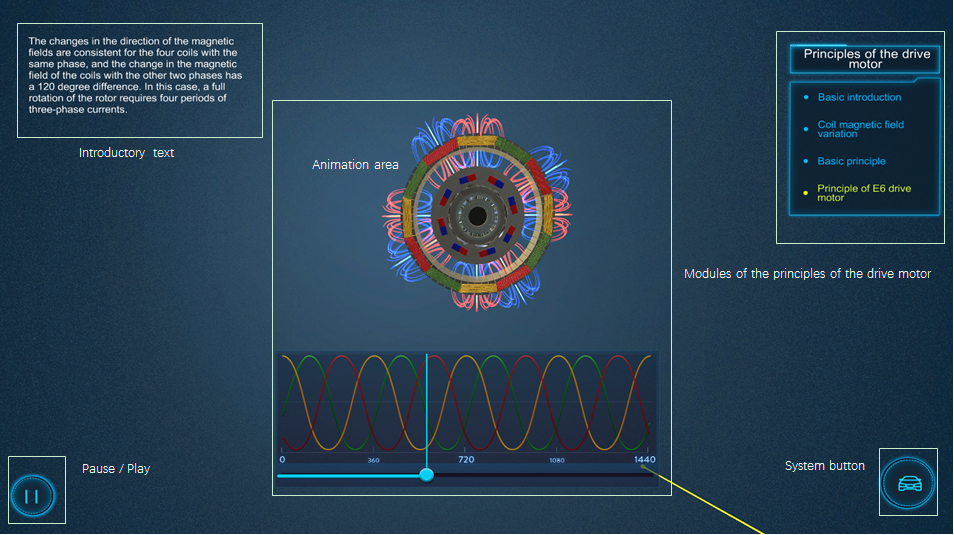 The changes in the direction of the magnetic
fields are consistent for the four coils with the
same phase, and the change in the magnetic
field of the coils with the other two phases has
a 120 degree difference. In this case, a full
rotation of the rotor requires four periods of
three-phase currents.
Introductory text
Principles of the drive
motor
Basic introduction
Coil magnetic field
variation
Basic principle
Principle of E6 drive
motor
Modules of the principles of the drive motor
Animation area
0 360 720 1080 1440
Pause / Play
System button